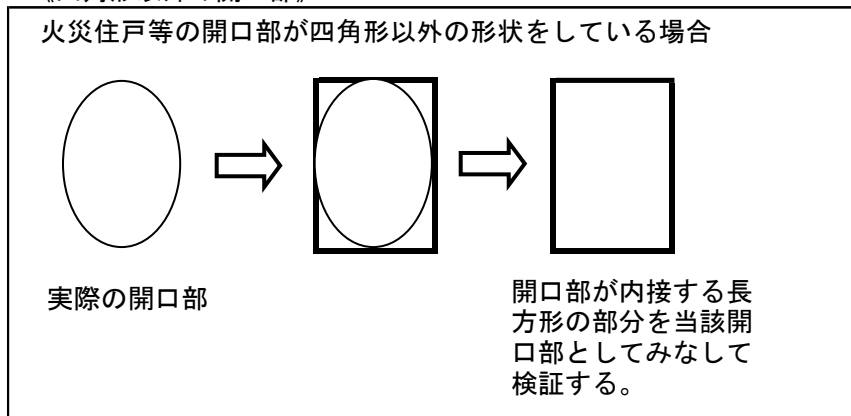 火災住戸等の開口部が四角形以外の形状をしている場合
実際の開口部
開口部が内接する長
方形の部分を当該開
口部としてみなして
検証する。